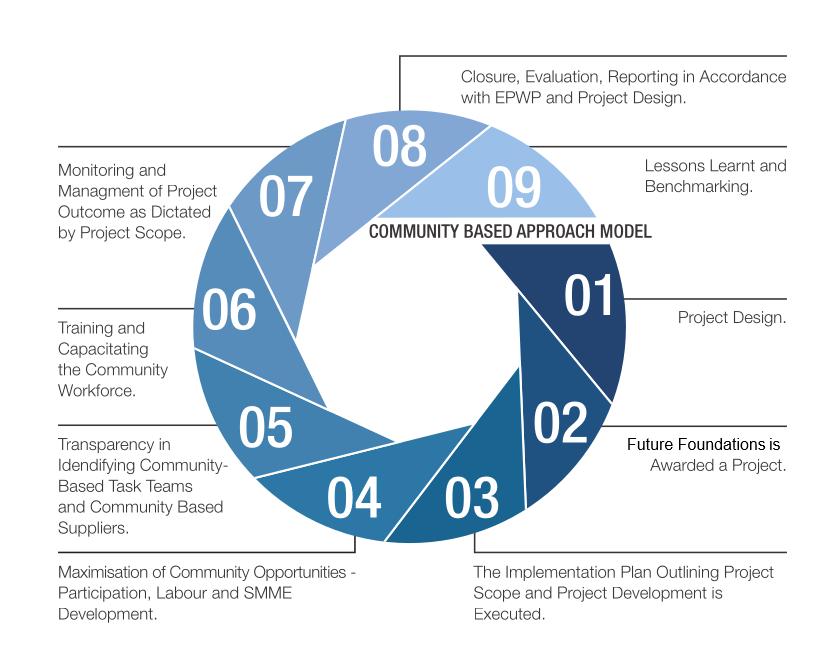 08
Closure, Evaluation, Reporting in Accordance
with EPWP and Project Design.
09
Lessons Learnt and
Benchmarking.
COMMUNITY BASED APPROACH MODEL
01
Project Design.
02
Future Foundations is
Awarded a Project.
03
The Implementation Plan Outlining Project
Scope and Project Development is
Executed.
04
Maximisation of Community Opportunities -
Participation, Labour and SMME
Development.
05
Transparency in
Idendifying Community-
Based Task Teams
and Community Based
Suppliers.
06
Training and
Capacitating
the Community
Workforce.
07
Monitoring and
Managment of Project
Outcome as Dictated
by Project Scope.